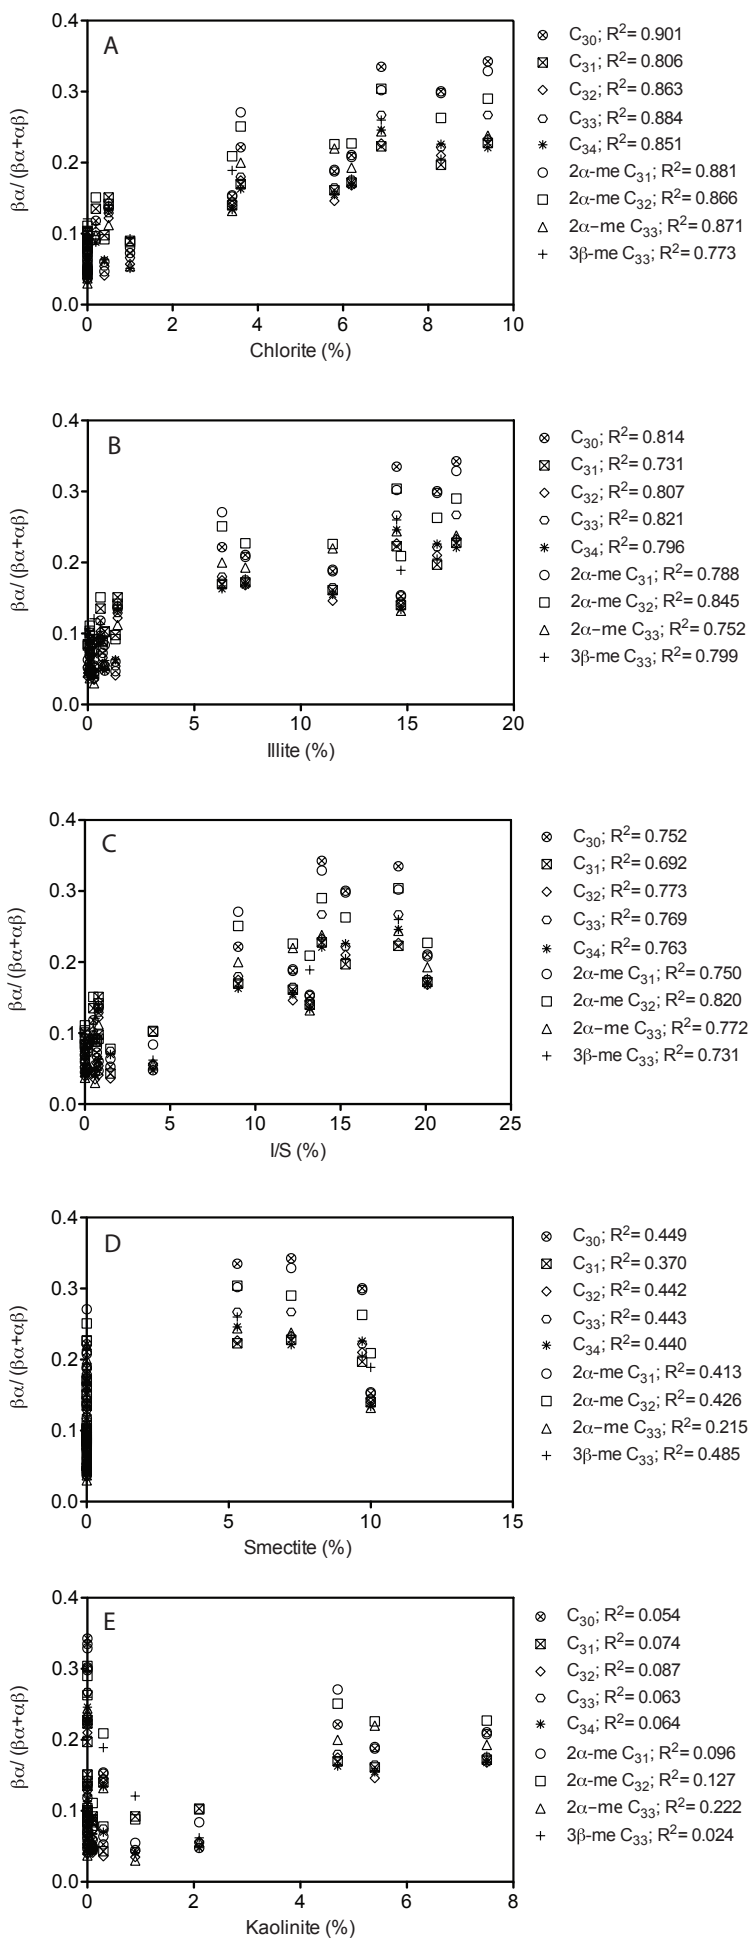 A
0.4
0.3
0.2
0.1
0.0
βα/ (βα+αβ)
0 2 4 6 8 10
Chlorite (%)
C30; R2= 0.901
C31; R2= 0.806
C32; R2= 0.863
C33; R2= 0.884
C34; R2= 0.851
2α-me C31; R2= 0.881
2α-me C32; R2= 0.866
2α-me C33; R2= 0.871
3β-me C33; R2= 0.773
B
0.4
0.3
0.2
0.1
0.0
βα/ (βα+αβ)
0 5 10 15 20
Illite (%)
C30; R2= 0.814
C31; R2= 0.731
C32; R2= 0.807
C33; R2= 0.821
C34; R2= 0.796
2α-me C31; R2= 0.788
2α-me C32; R2= 0.845
2α-me C33; R2= 0.752
3β-me C33; R2= 0.799
C
0.4
0.3
0.2
0.1
0.0
βα/ (βα+αβ)
0 5 10 15 20 25
I/S (%)
C30; R2= 0.752
C31; R2= 0.692
C32; R2= 0.773
C33; R2= 0.769
C34; R2= 0.763
2α-me C31; R2= 0.750
2α-me C32; R2= 0.820
2α-me C33; R2= 0.772
3β-me C33; R2= 0.731
D
0.4
0.3
0.2
0.1
0.0
βα/ (βα+αβ)
0 5 10 15
Smectite (%)
C30; R2= 0.449
C31; R2= 0.370
C32; R2= 0.442
C33; R2= 0.443
C34; R2= 0.440
2α-me C31; R2= 0.413
2α-me C32; R2= 0.426
2α-me C33; R2= 0.215
3β-me C33; R2= 0.485
E
0.4
0.3
0.2
0.1
0.0
βα/ (βα+αβ)
0 2 4 6 8
Kaolinite (%)
C30; R2= 0.054
C31; R2= 0.074
C32; R2= 0.087
C33; R2= 0.063
C34; R2= 0.064
2α-me C31; R2= 0.096
2α-me C32; R2= 0.127
2α-me C33; R2= 0.222
3β-me C33; R2= 0.024